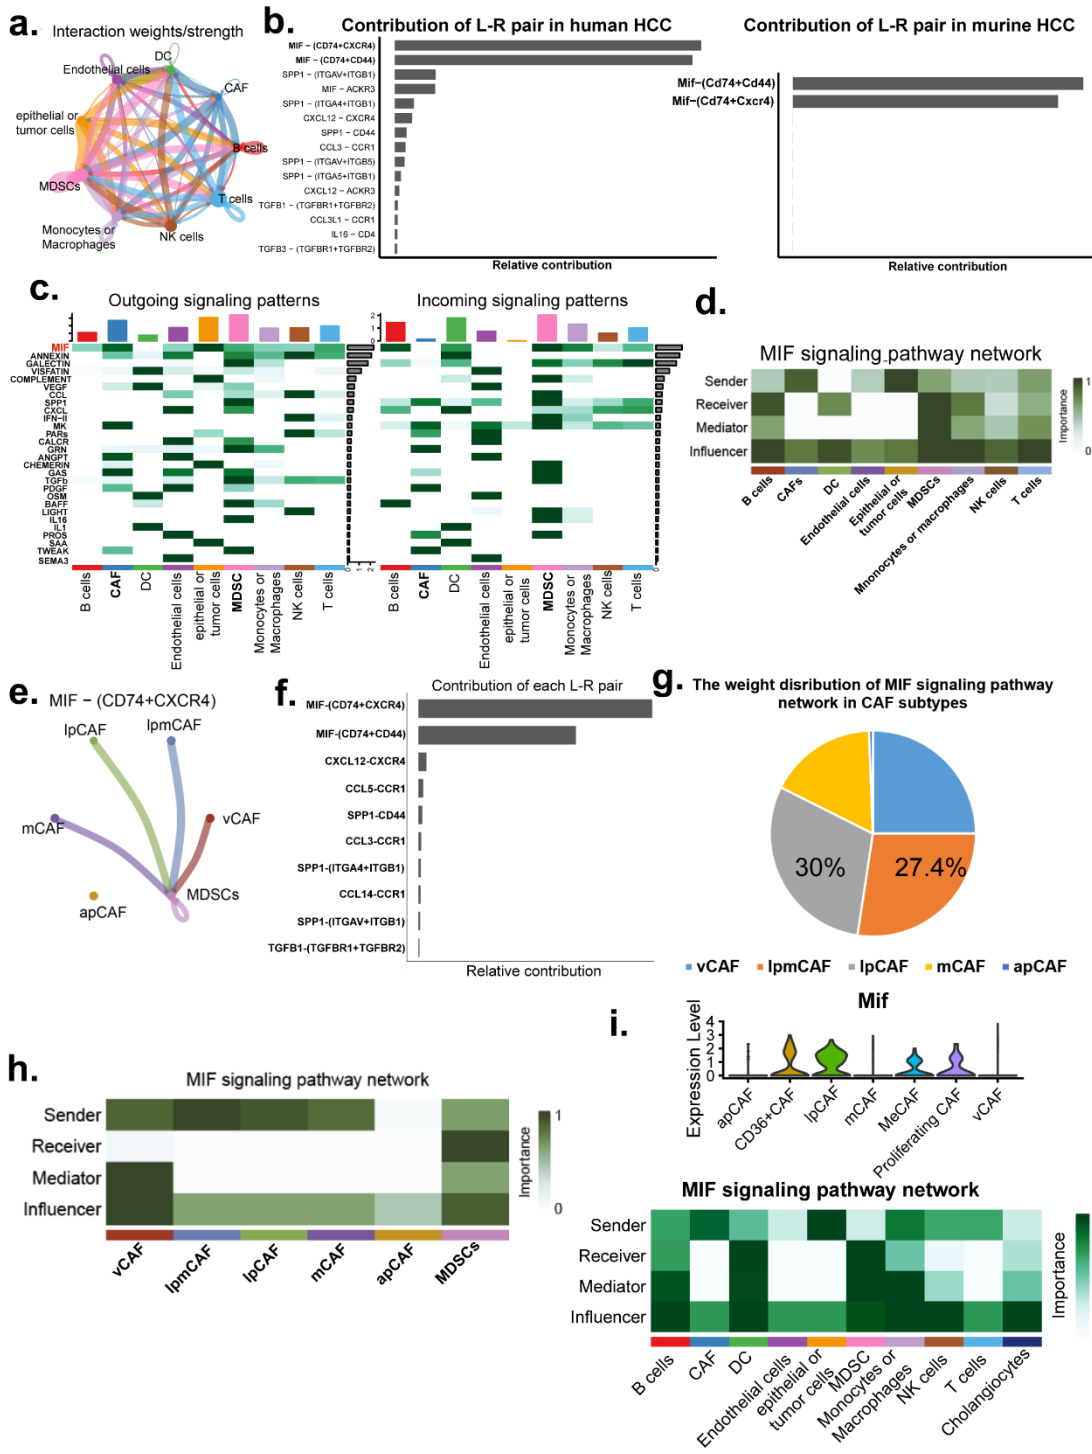 a.
Interaction weights/strength
DC
Endothelial cells
CAF
epithelial or
tumor cells
B cells
MDSCs
T cells
Monocytes or
Macrophages
NK cells
b.
Contribution of L-R pair in human HCC
MIF − (CD74+CXCR4)
MIF − (CD74+CD44)
SPP1 − (ITGAV+ITGB1)
MIF − ACKR3
SPP1 − (ITGA4+ITGB1)
CXCL12 − CXCR4
SPP1 − CD44
CCL3 − CCR1
SPP1 − (ITGAV+ITGB5)
SPP1 − (ITGA5+ITGB1)
CXCL12 − ACKR3
TGFB1 − (TGFBR1+TGFBR2)
CCL3L1 − CCR1
IL16 − CD4
TGFB3 − (TGFBR1+TGFBR2)
Relative contribution
Contribution of L-R pair in murine HCC
Mif−(Cd74+Cd44)
Mif−(Cd74+Cxcr4)
Relative contribution
c.
Outgoing signaling patterns
Incoming signaling patterns
2
1
0
MIF
ANNEXIN
GALECTIN
VISFATIN
COMPLEMENT
VEGF
CCL
SPP1
CXCL
IFN−II
MK
PARs
CALCR
GRN
ANGPT
CHEMERIN
GAS
TGFb
PDGF
OSM
BAFF
LIGHT
IL16
IL1
PROS
SAA
TWEAK
SEMA3
0
1
2
0
B cells
CAF
DC
Endothelial cells
epithelial or
tumor cells
MDSC
Monocytes or
Macrophages
NK cells
T cells
B cells
CAF
DC
Endothelial cells
epithelial or
tumor cells
MDSC
Monocytes or
Macrophages
NK cells
T cells
d.
MIF signaling pathway network
Sender
Receiver
Mediator
Influencer
Importance
1
0
B cells
CAFs
DC
Endothelial cells
Epithelial or
tumor cells
MDSCs
Mnonocytes or macrophages
NK cells
T cells
e.
MIF − (CD74+CXCR4)
lpCAF
lpmCAF
mCAF
vCAF
MDSCs
apCAF
f.
Contribution of each L-R pair
MIF-(CD74+CXCR4)
MIF-(CD74+CD44)
CXCL12-CXCR4
CCL5-CCR1
SPP1-CD44
CCL3-CCR1
SPP1-(ITGA4+ITGB1)
CCL14-CCR1
SPP1-(ITGAV+ITGB1)
TGFB1-(TGFBR1+TGFBR2)
Relative contribution
g.
The weight disribution of MIF signaling pathway
network in CAF subtypes
30%
27.4%
vCAF
lpmCAF
lpCAF
mCAF
apCAF
h.
MIF signaling pathway network
Sender
Receiver
Mediator
Influencer
Importance
1
0
vCAF
lpmCAF
lpCAF
mCAF
apCAF
MDSCs
i.
Mif
Expression Level
4
3
2
1
0
apCAF
CD36+CAF
lpCAF
mCAF
MeCAF
Proliferating CAF
vCAF
MIF signaling pathway network
Sender
Receiver
Mediator
Influencer
Importance
B cells
CAF
DC
Endothelial cells
epithelial or
tumor cells
MDSC
Monocytes or
Macrophages
NK cells
T cells
Cholangiocytes